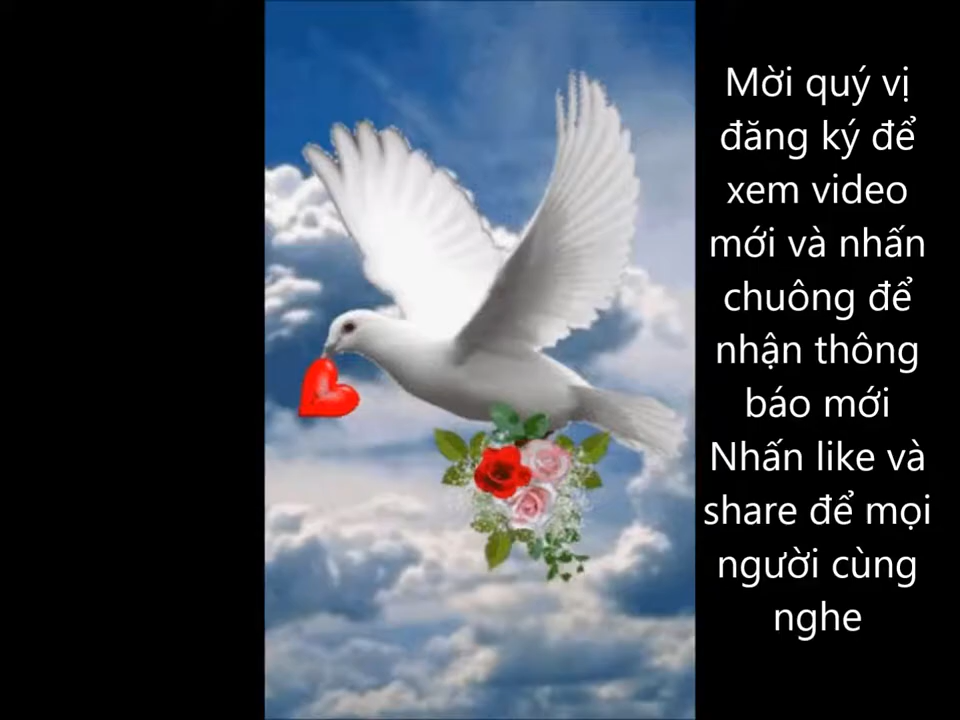 Mời quý vị
đăng ký để
xem video
mới và nhấn
chuông để
nhận thông
báo mới
Nhấn like và
share để mọi
người cùng
nghe